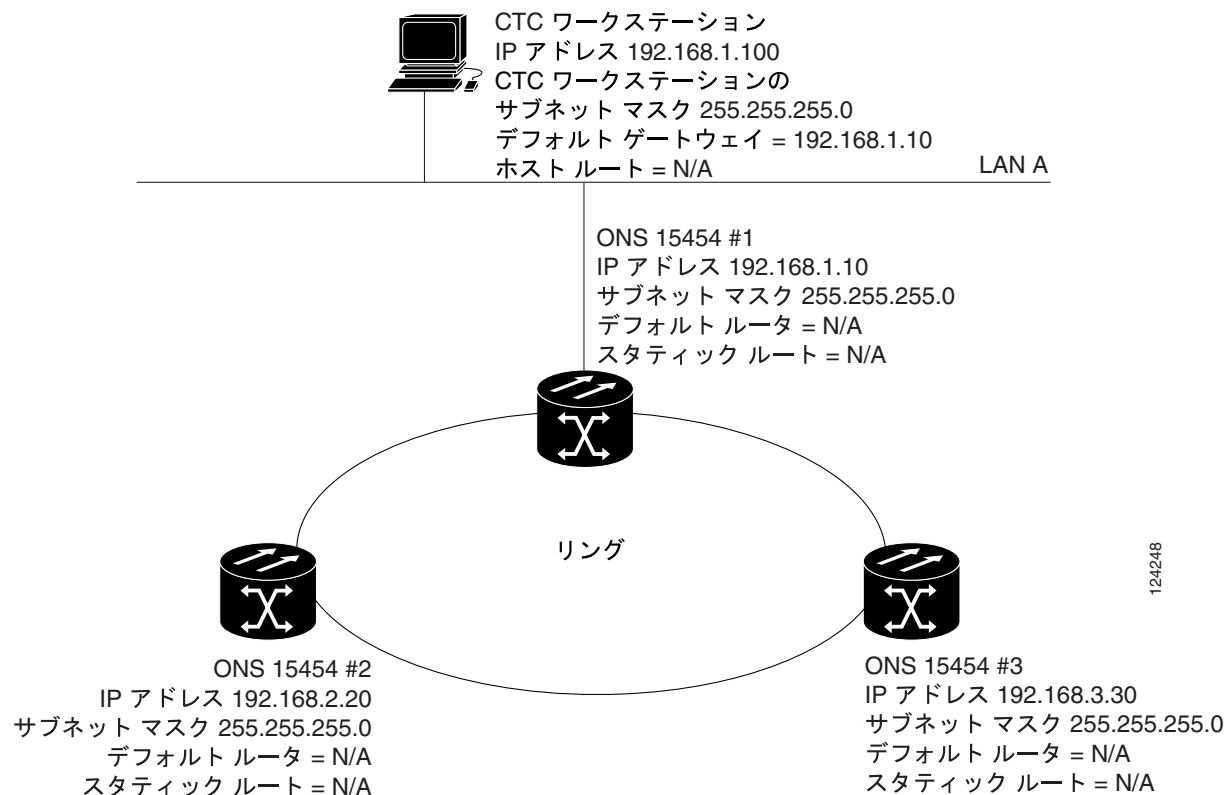 CTC ワークステーション
IP アドレス 192.168.1.100
CTC ワークステーションの
サブネット マスク 255.255.255.0
デフォルト ゲートウェイ = 192.168.1.10
ホスト ルート = N/A
LAN A
ONS 15454 #1
IP アドレス 192.168.1.10
サブネット マスク 255.255.255.0
デフォルト ルータ = N/A
スタティック ルート = N/A
リング
124248
ONS 15454 #2
IP アドレス 192.168.2.20
サブネット マスク 255.255.255.0
デフォルト ルータ = N/A
スタティック ルート = N/A
ONS 15454 #3
IP アドレス 192.168.3.30
サブネット マスク 255.255.255.0
デフォルト ルータ = N/A
スタティック ルート = N/A